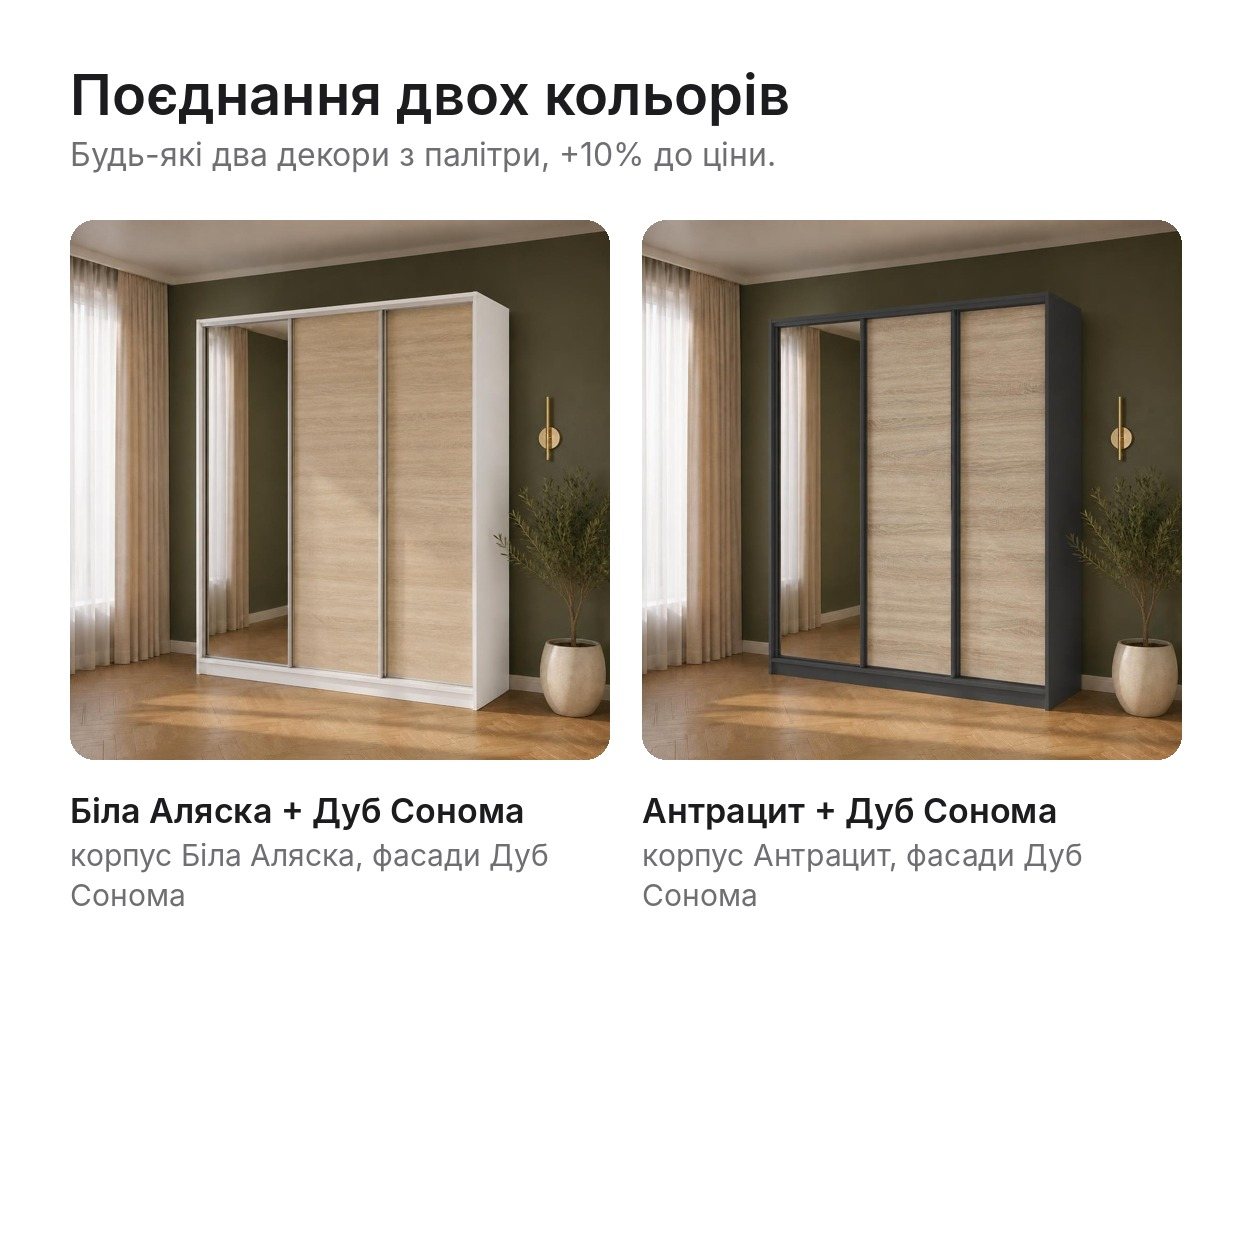 Поєднання двох кольорів
Будь-які два декори з палітри, +10% до ціни.
Біла Аляска + Дуб Сонома
корпус Біла Аляска, фасади Дуб
Сонома
Антрацит + Дуб Сонома
корпус Антрацит, фасади Дуб
Сонома